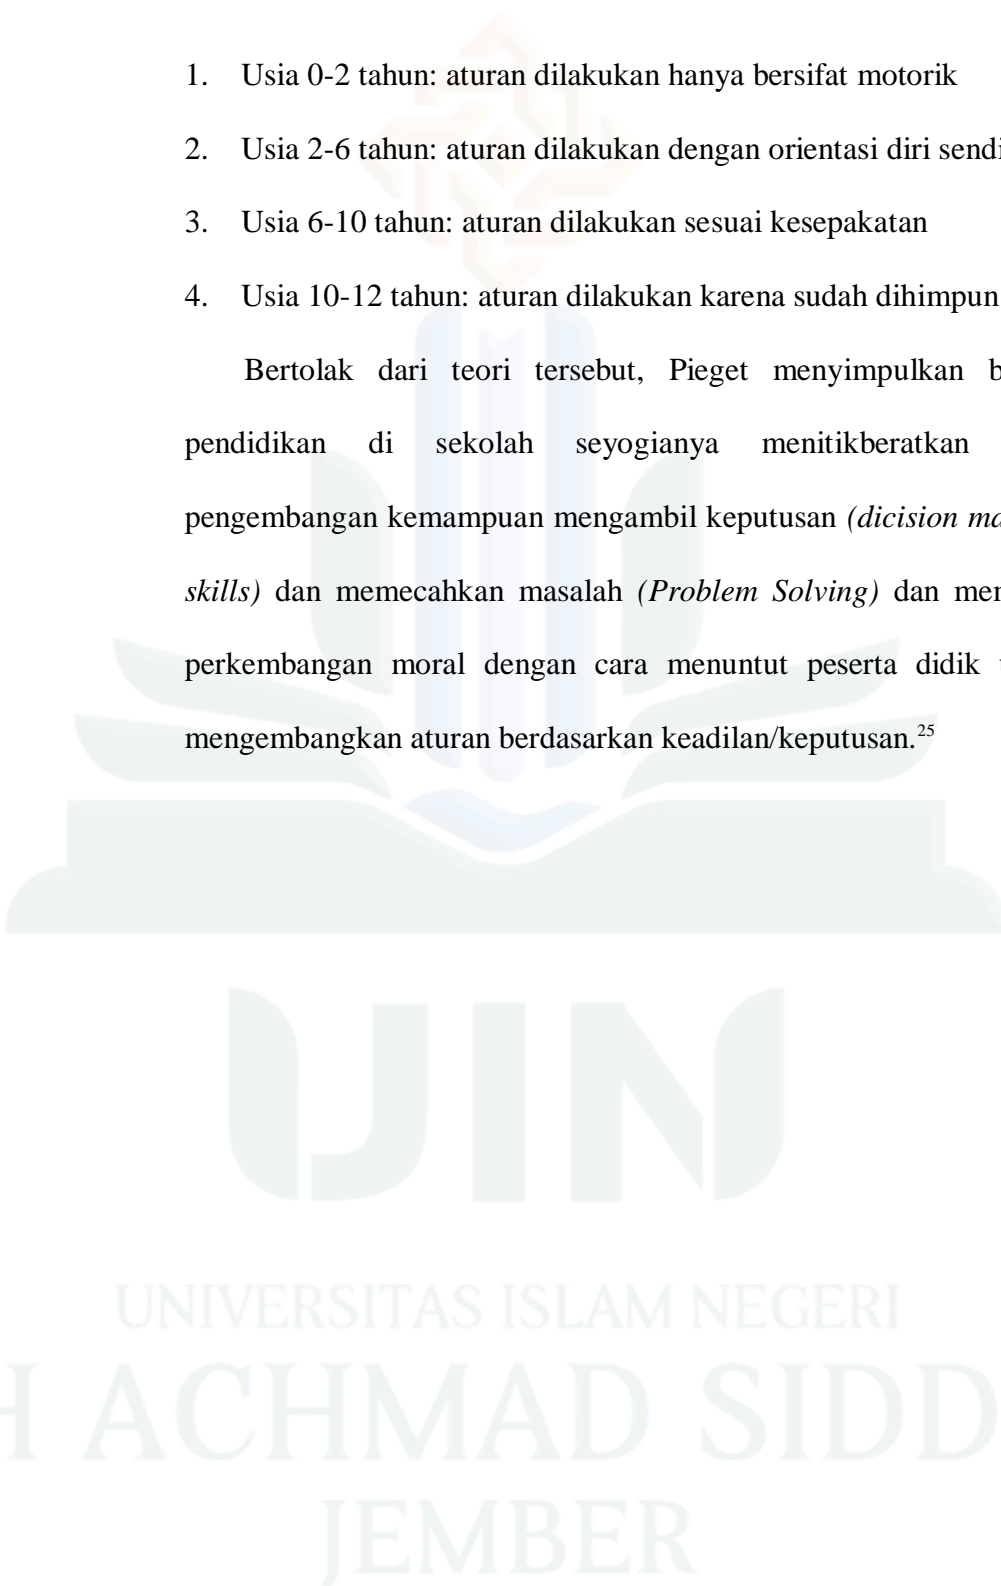 1. Usia 0-2 tahun: aturan dilakukan hanya bersifat motorik
2. Usia 2-6 tahun: aturan dilakukan dengan orientasi diri
3. Usia 6-10 tahun: aturan dilakukan sesuai kesepakatan
4. Usia 10-12 tahun: aturan dilakukan karena sudah dihimpun
Bertolak dari teori tersebut, Pieget menyimpulkan
pendidikan di sekolah seyogianya menitikberatkan
pengembangan kemampuan mengambil keputusan (dicision
skills) dan memecahkan masalah (Problem Solving) dan
perkembangan moral dengan cara menuntut peserta didik
mengembangkan aturan berdasarkan keadilan/keputusan.25
UIN
UNIVERSITAS ISLAM NEGERI
ACHMAD
JEMBER